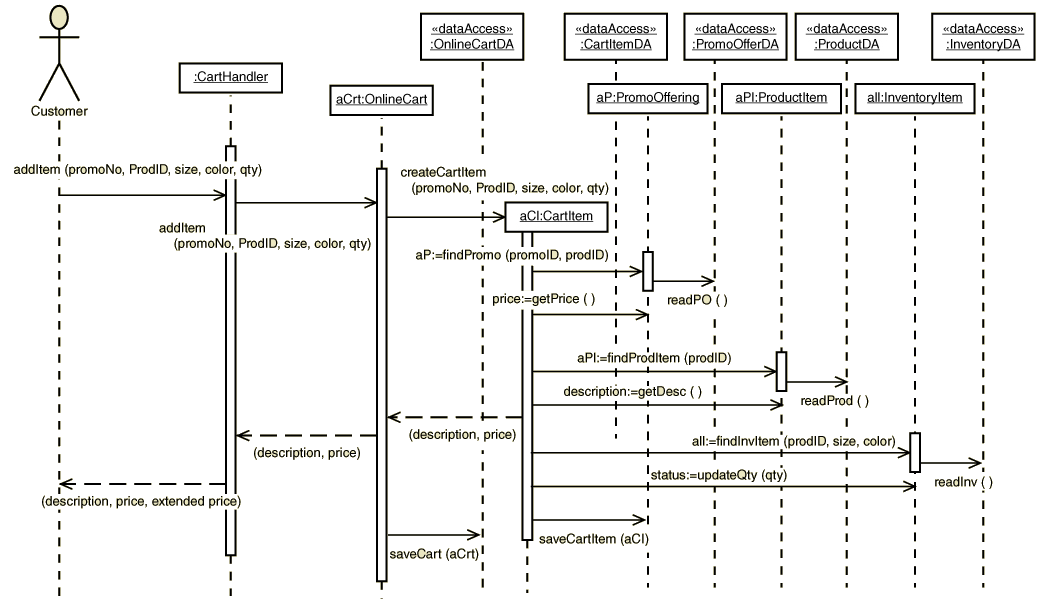 «dataAccess»
:OnlineCartDA
«dataAccess»
:CartItemDA
«dataAccess»
:PromoOfferDA
«dataAccess»
:ProductDA
«dataAccess»
:InventoryDA
:CartHandler
aCrt:OnlineCart
aP:PromoOffering
aPI:ProductItem
aII:InventoryItem
Customer
addItem (promoNo, ProdID, size, color, qty)
createCartItem
(promoNo, ProdID, size, color, qty)
aCI:CartItem
addItem
(promoNo, ProdID, size, color, qty)
aP:=findPromo (promoID, prodID)
price:=getPrice ( )
readPO ( )
aPI:=findProdItem (prodID)
description:=getDesc ( )
readProd ( )
(description, price)
(description, price)
aII:=findInvItem (prodID, size, color)
status:=updateQty (qty)
readInv ( )
(description, price, extended price)
saveCartItem (aCI)
saveCart (aCrt)